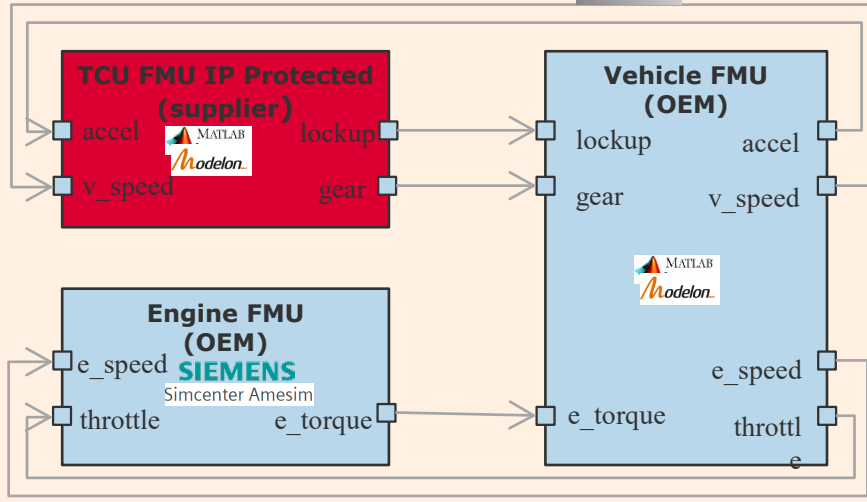 TCU FMU IP Protected
(supplier)
accel
MATLAB
Modelon
lockup
v_speed
gear
Vehicle FMU
(OEM)
lockup
accel
gear
v_speed
MATLAB
Modelon
e_speed
e_torque
throttl
e
Engine FMU
(OEM)
e_speed
SIEMENS
Simcenter Amesim
throttle
e_torque